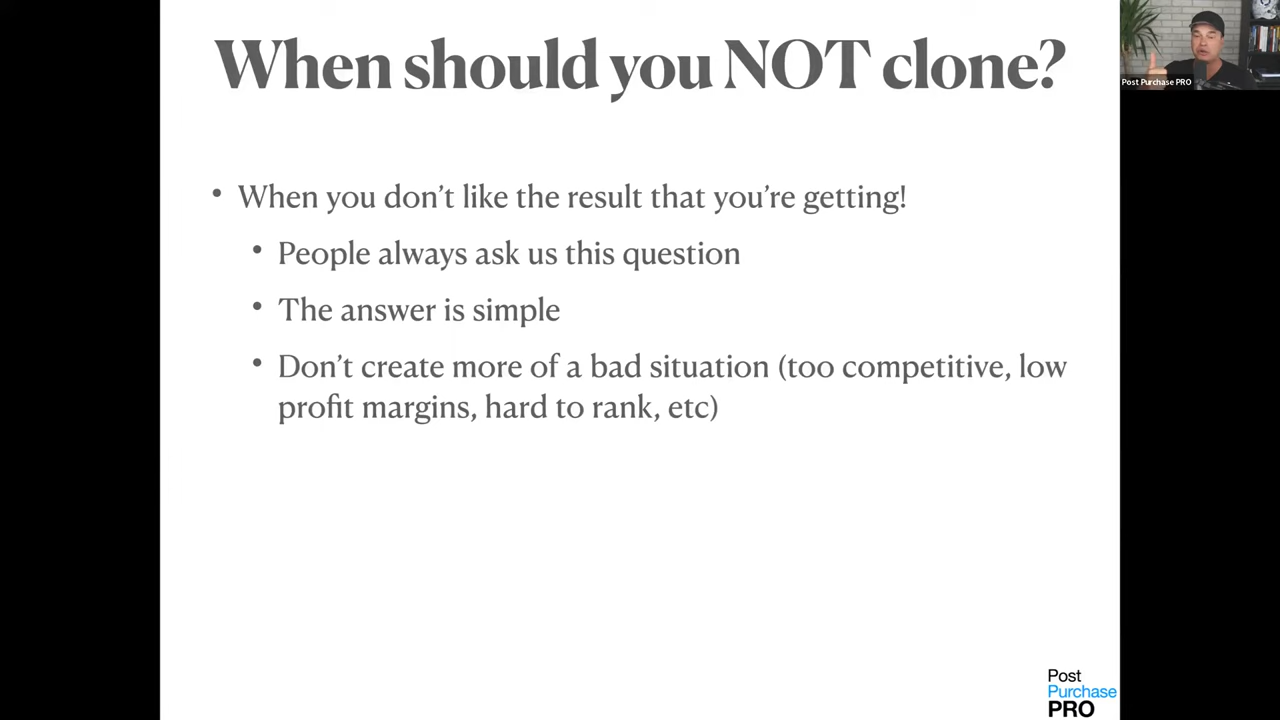 When should you NOT clone?
Post Purchase PRO
• When you don’t like the result that you’re getting!
• People always ask us this question
• The answer is simple
• Don’t create more of a bad situation (too competitive, low
profit margins, hard to rank, etc)
Post
Purchase
PRO